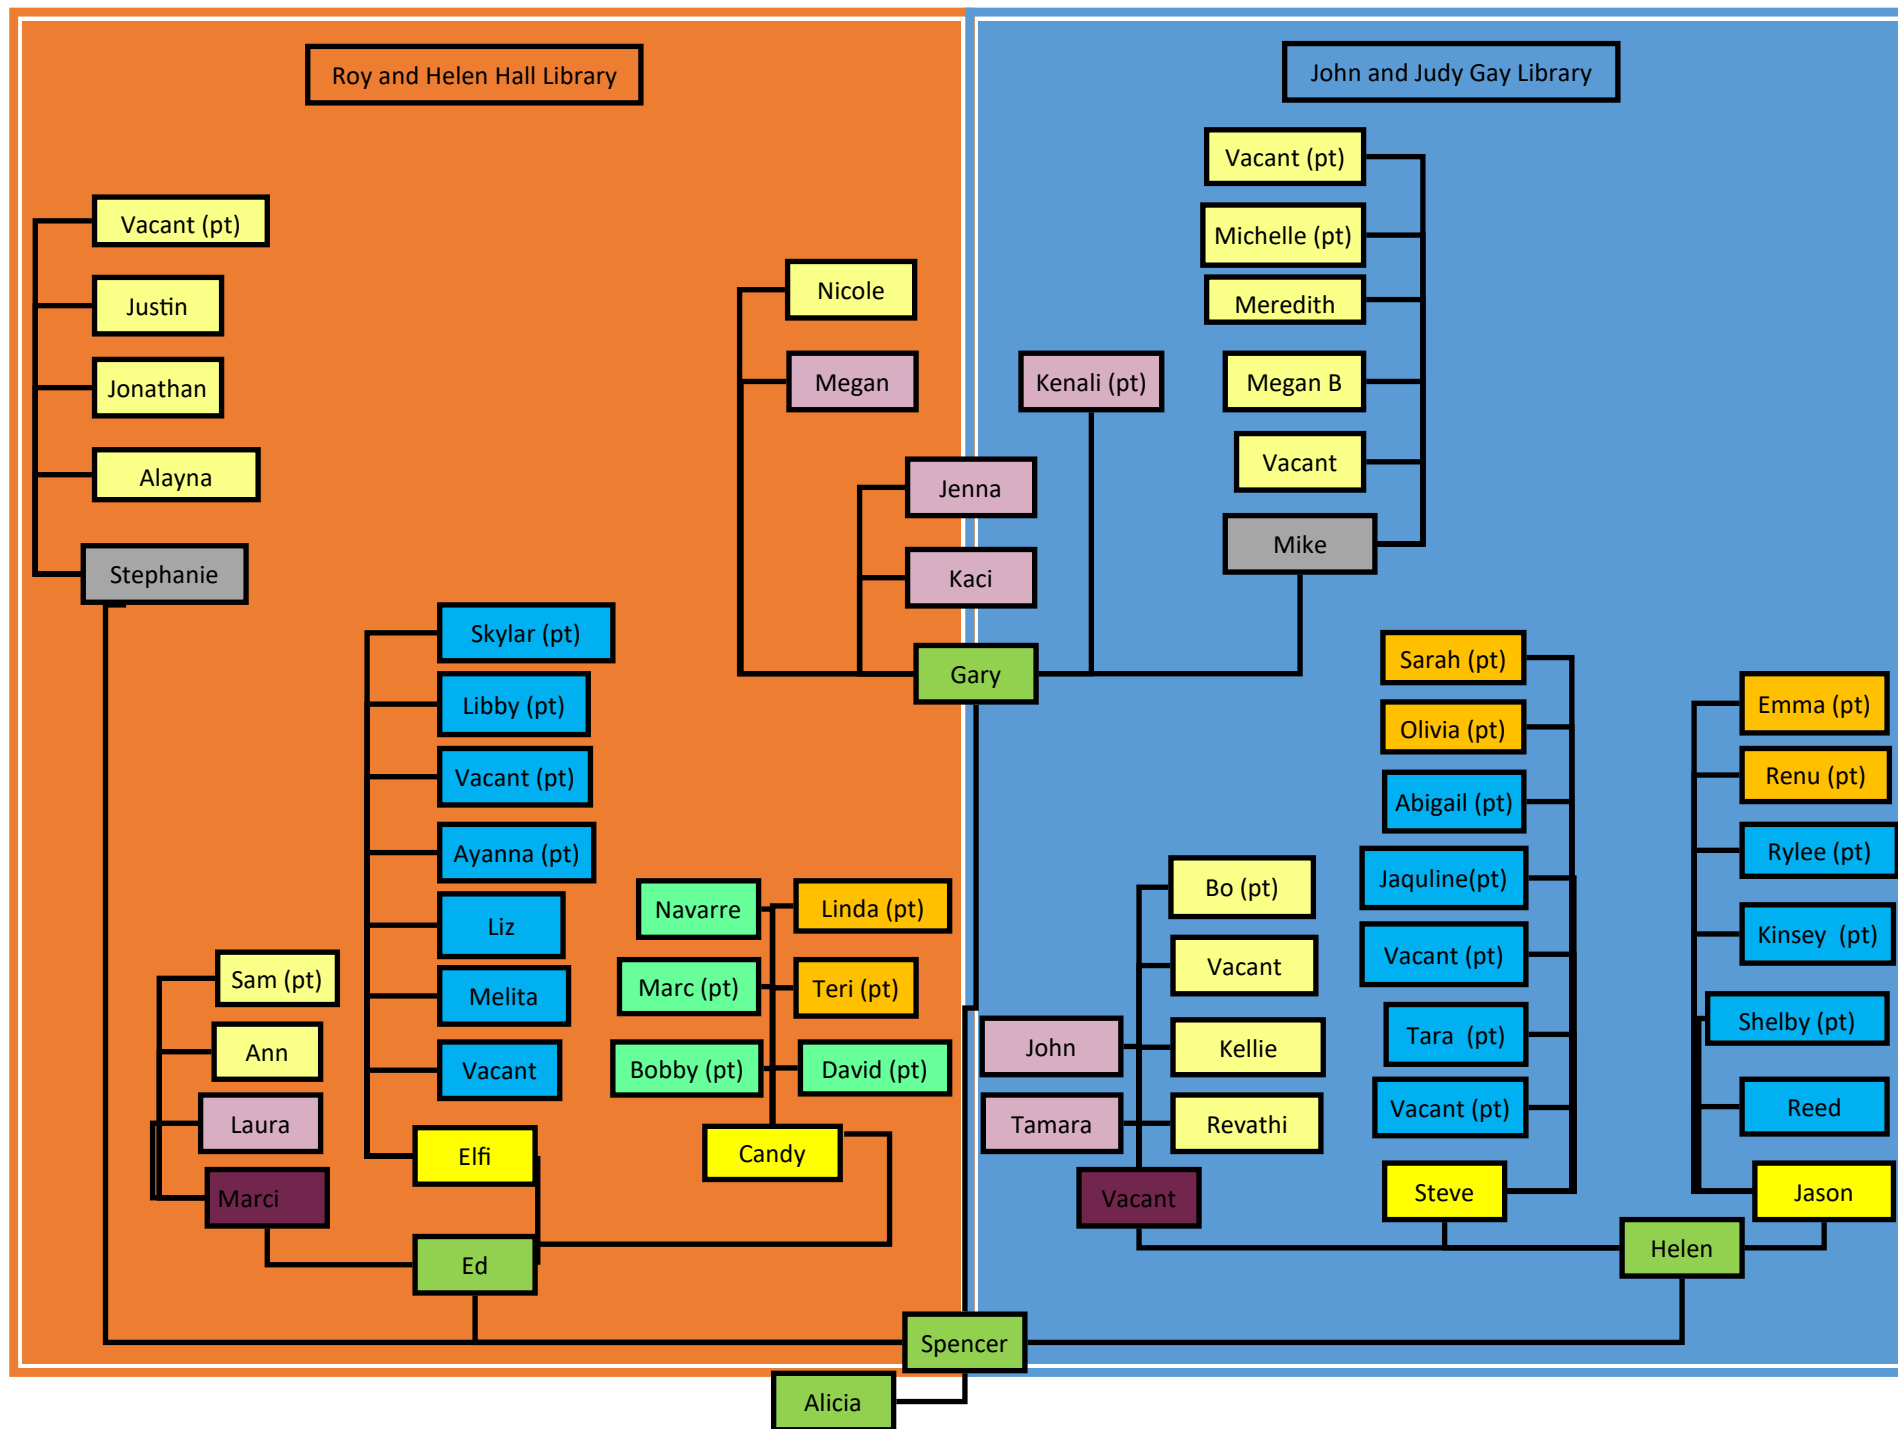 Roy and Helen Hall Library
Vacant (pt)
Justin
Jonathan
Alayna
Stephanie
Nicole
Megan
Jenna
Kaci
Gary
Skylar (pt)
Libby (pt)
Vacant (pt)
Ayanna (pt)
Liz
Melita
Vacant
Elfi
Sam (pt)
Ann
Laura
Marci
Ed
Navarre
Linda (pt)
Marc (pt)
Teri (pt)
Bobby (pt)
David (pt)
Candy
John and Judy Gay Library
Vacant (pt)
Michelle (pt)
Meredith
Megan B
Vacant
Mike
Kenali (pt)
Bo (pt)
Vacant
John
Kellie
Tamara
Revathi
Vacant
Sarah (pt)
Olivia (pt)
Abigail (pt)
Jaquline(pt)
Vacant (pt)
Tara  (pt)
Vacant (pt)
Steve
Emma (pt)
Renu (pt)
Rylee (pt)
Kinsey  (pt)
Shelby (pt)
Reed
Jason
Helen
Spencer
Alicia